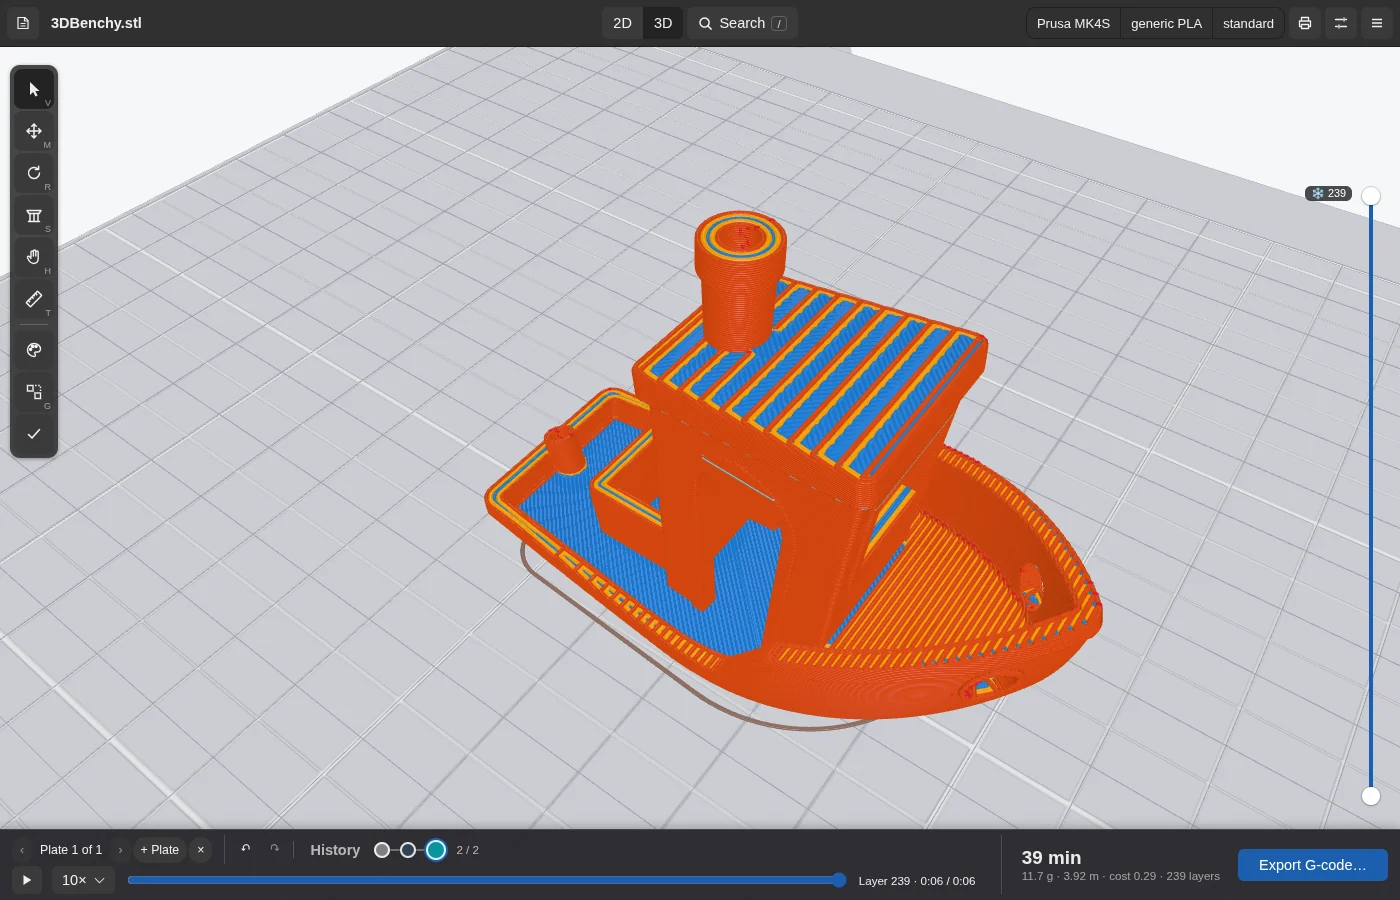 3DBenchy.stl
2D 3D Search /
Prusa MK4S generic PLA standard
V
M
R
S
H
T
G
239
‹ Plate 1 of 1 › + Plate ×
History 2 / 2
10× Layer 239 · 0:06 / 0:06
39 min
11.7 g · 3.92 m · cost 0.29 · 239 layers
Export G-code…